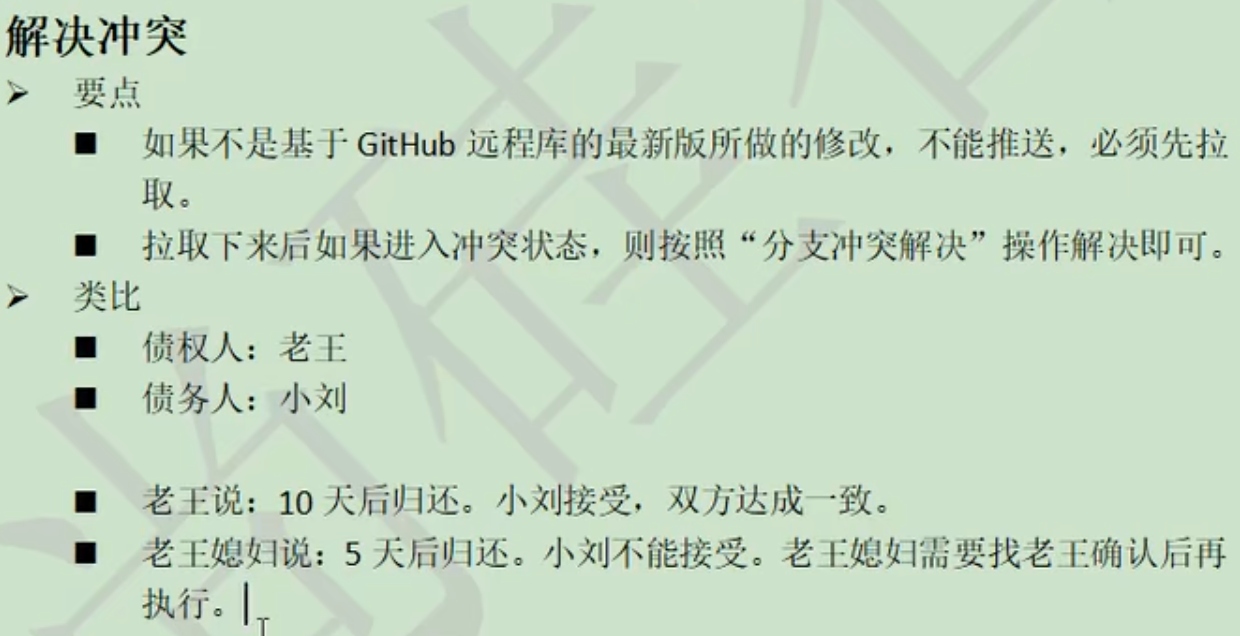 解决冲突
➢ 要点
■ 如果不是基于 GitHub 远程库的最新版所做的修改，不能推送，必须先拉
取。
■ 拉取下来后如果进入冲突状态，则按照“分支冲突解决”操作解决即可。
➢ 类比
■ 债权人：老王
■ 债务人：小刘
■ 老王说：10 天后归还。小刘接受，双方达成一致。
■ 老王媳妇说：5 天后归还。小刘不能接受。老王媳妇需要找老王确认后再
执行。